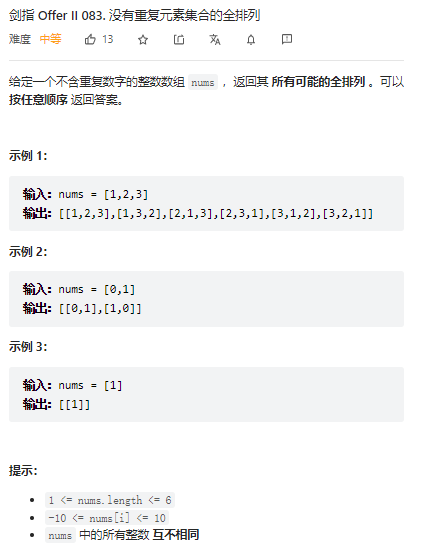 剑指 Offer II 083. 没有重复元素集合的全排列
难度 中等 13
给定一个不含重复数字的整数数组 nums ，返回其 所有可能的全排列 。可以
按任意顺序 返回答案。
示例 1：
输入：nums = [1,2,3]
输出：[[1,2,3],[1,3,2],[2,1,3],[2,3,1],[3,1,2],[3,2,1]]
示例 2：
输入：nums = [0,1]
输出：[[0,1],[1,0]]
示例 3：
输入：nums = [1]
输出：[[1]]
提示：
• 1 <= nums.length <= 6
• -10 <= nums[i] <= 10
• nums 中的所有整数 互不相同